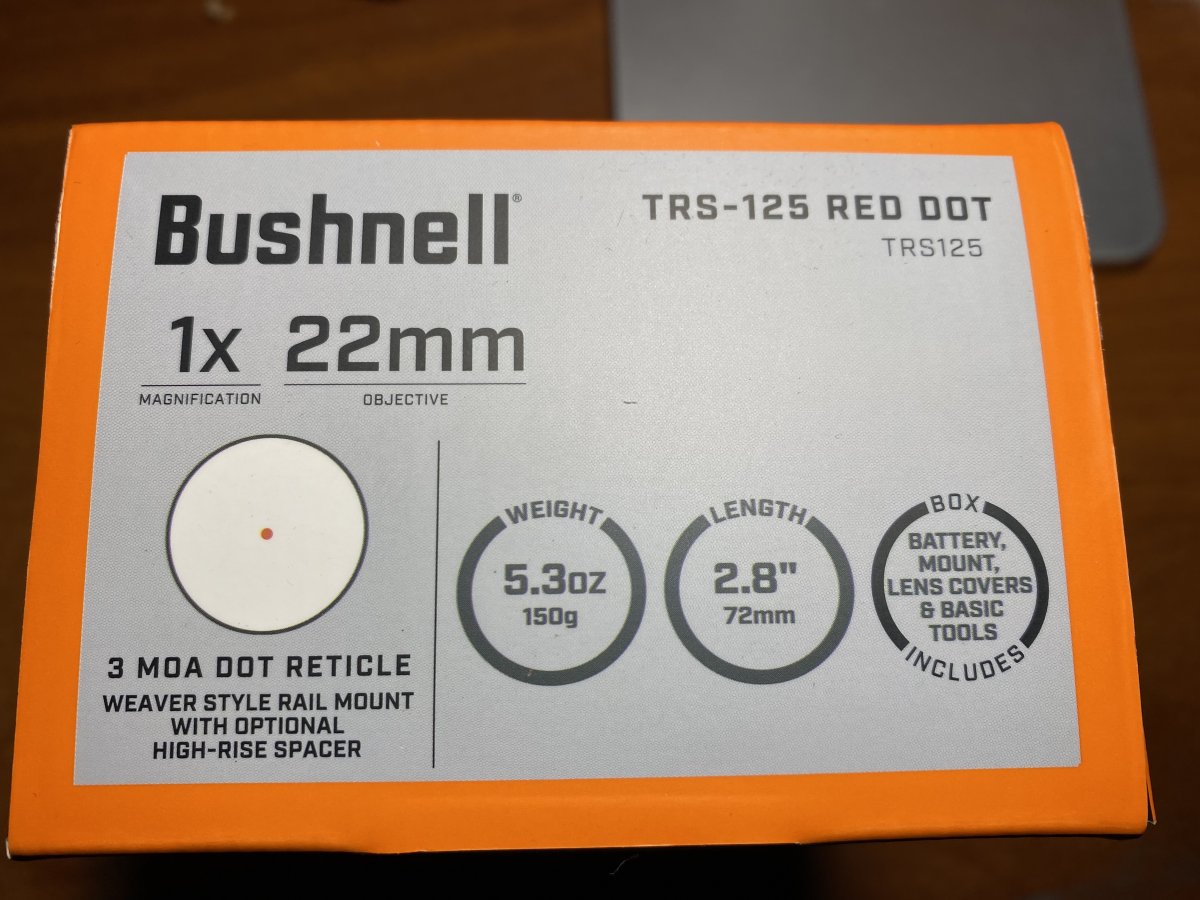 Bushnell®
TRS-125 RED DOT
TRS125
1x 22mm
MAGNIFICATION OBJECTIVE
3 MOA DOT RETICLE
WEAVER STYLE RAIL MOUNT
WITH OPTIONAL
HIGH-RISE SPACER
WEIGHT
5.3oz
150g
LENGTH
2.8"
72mm
BOX
BATTERY,
MOUNT,
LENS COVERS
& BASIC
TOOLS
INCLUDES